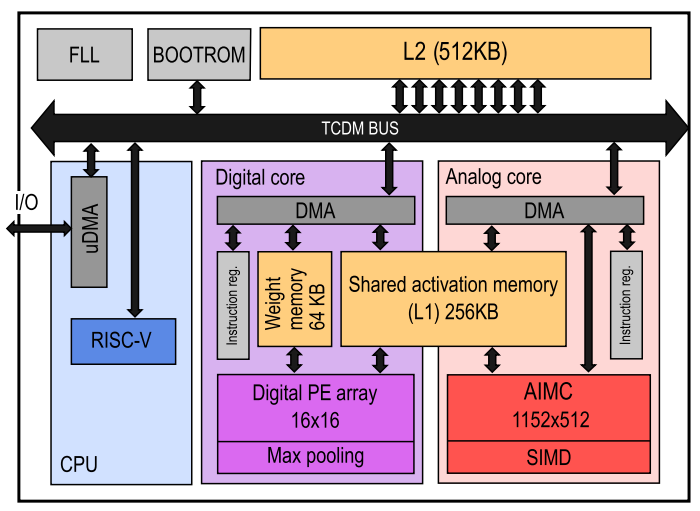 FLL
BOOTROM
L2 (512KB)
TCDM BUS
I/O
uDMA
RISC-V
CPU
Digital core
DMA
Instruction reg.
Weight
memory
64 KB
Shared activation memory
(L1) 256KB
Digital PE array
16x16
Max pooling
Analog core
DMA
Instruction reg.
AIMC
1152x512
SIMD